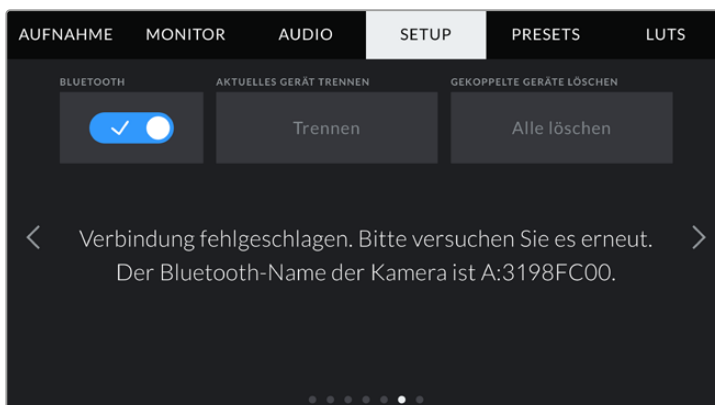 AUFNAHME MONITOR AUDIO SETUP PRESETS LUTS
BLUETOOTH AKTUELLES GERÄT TRENNEN GEKOPPELTE GERÄTE LÖSCHEN
Trennen Alle löschen
Verbindung fehlgeschlagen. Bitte versuchen Sie es erneut.
Der Bluetooth-Name der Kamera ist A:3198FC00.